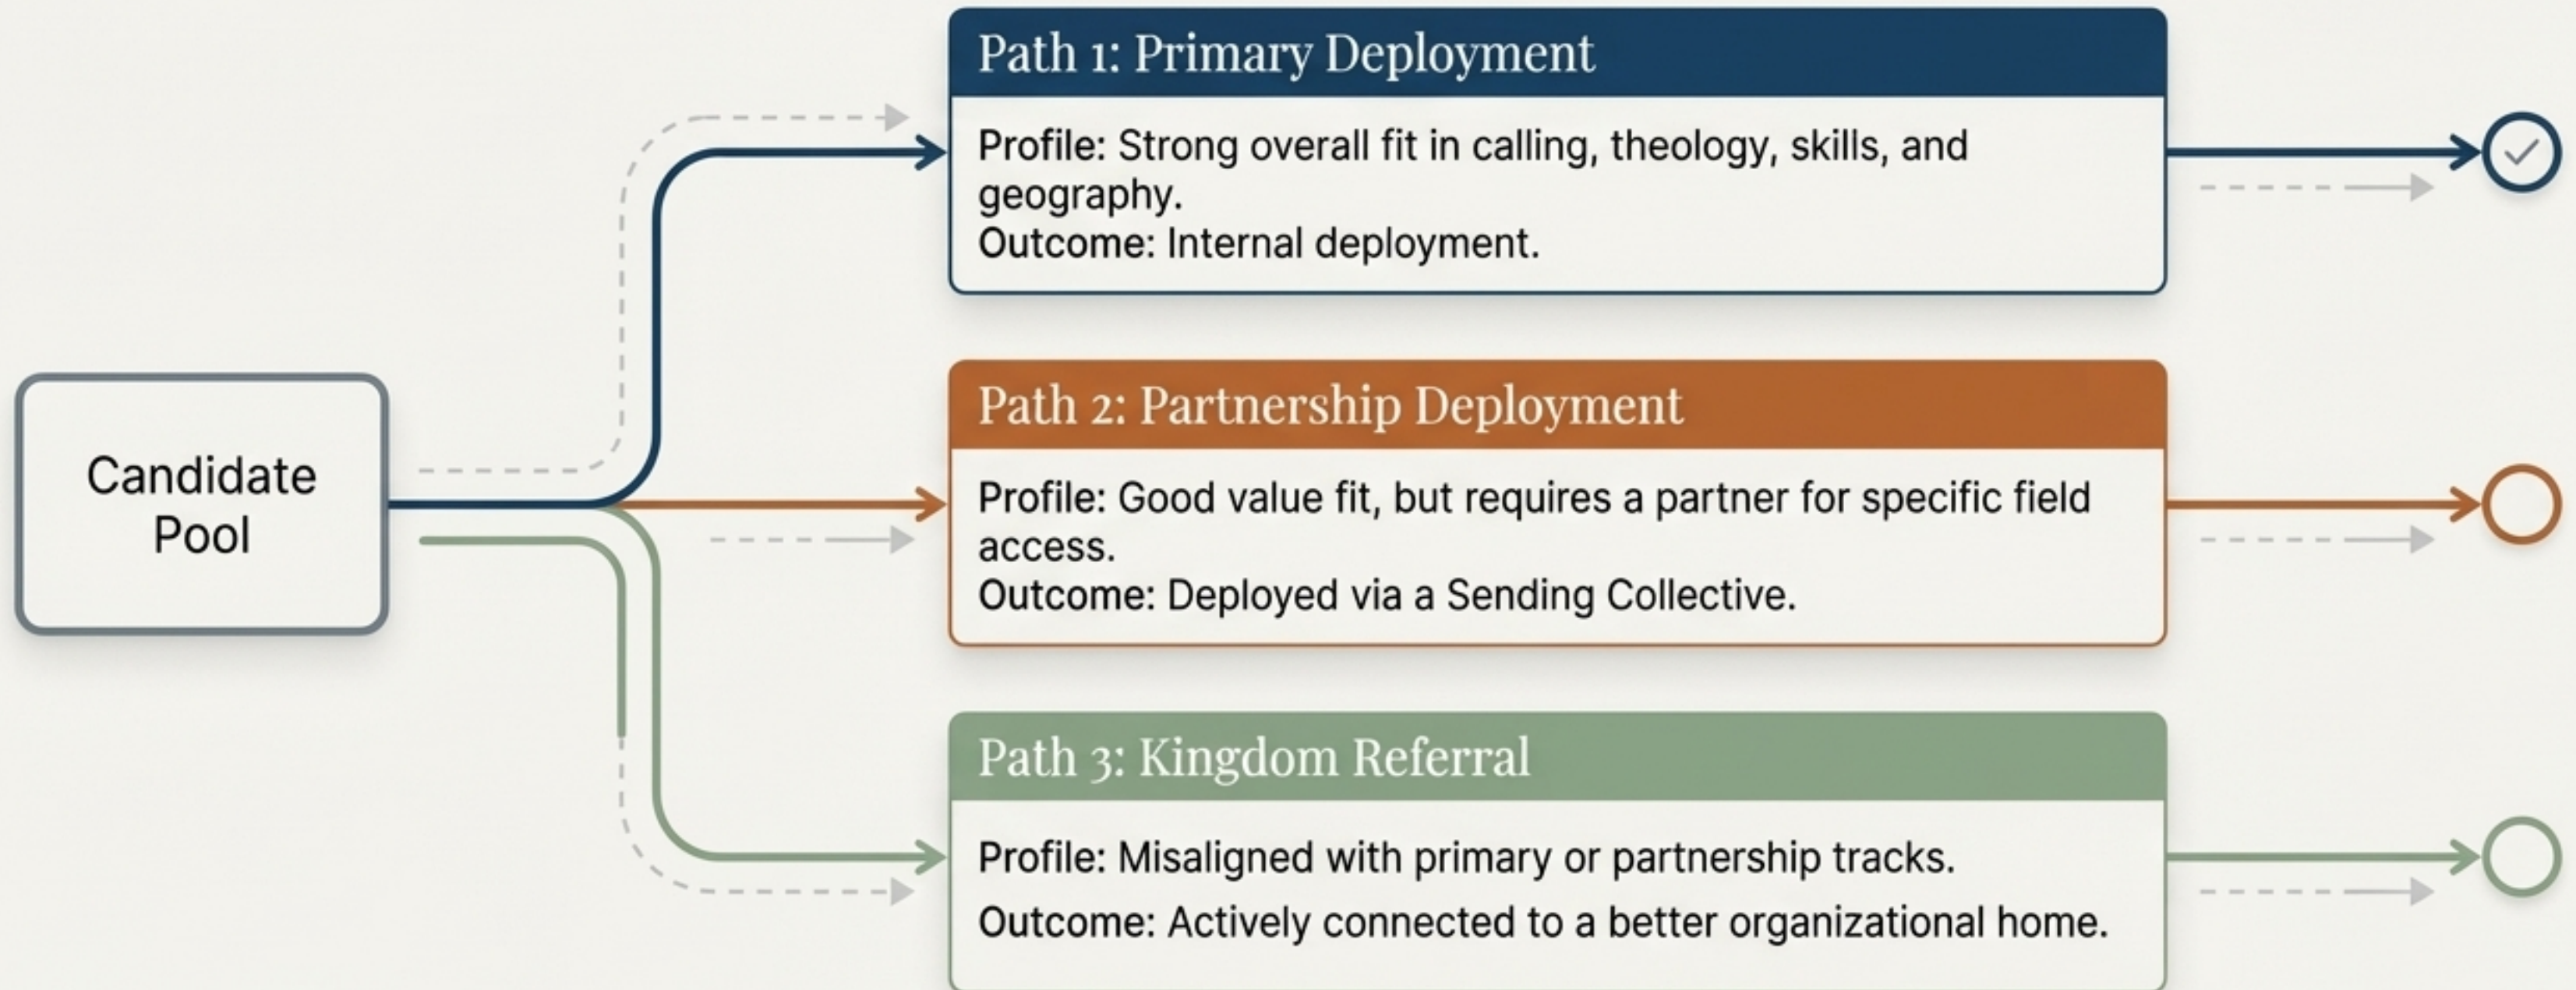 Candidate
Pool
Path 1: Primary Deployment
Profile: Strong overall fit in calling, theology, skills, and
geography.
Outcome: Internal deployment.
Path 2: Partnership Deployment
Profile: Good value fit, but requires a partner for specific field
access.
Outcome: Deployed via a Sending Collective.
Path 3: Kingdom Referral
Profile: Misaligned with primary or partnership tracks.
Outcome: Actively connected to a better organizational home.